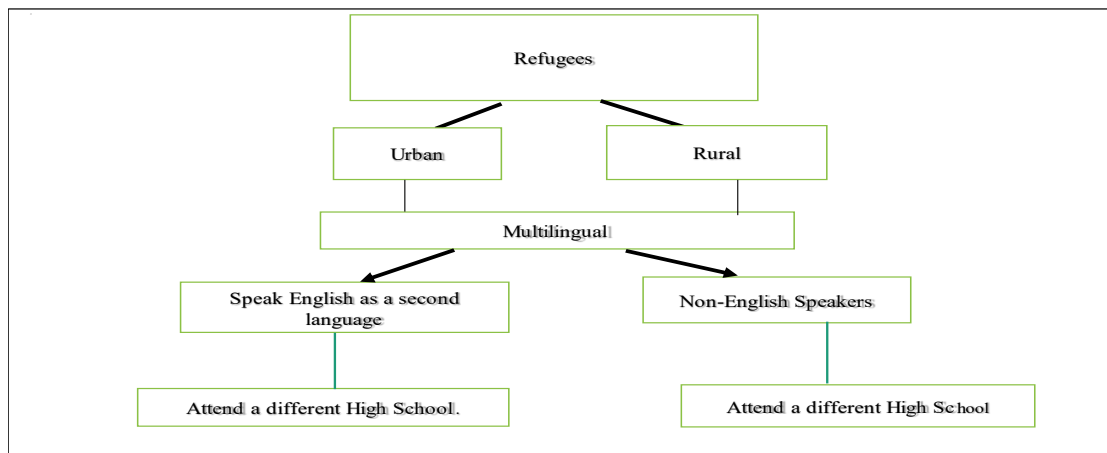 Refugees
Urban
Rural
Multilingual
Speak English as a second
language
Non-English Speakers
Attend a different High School.
Attend a different High School